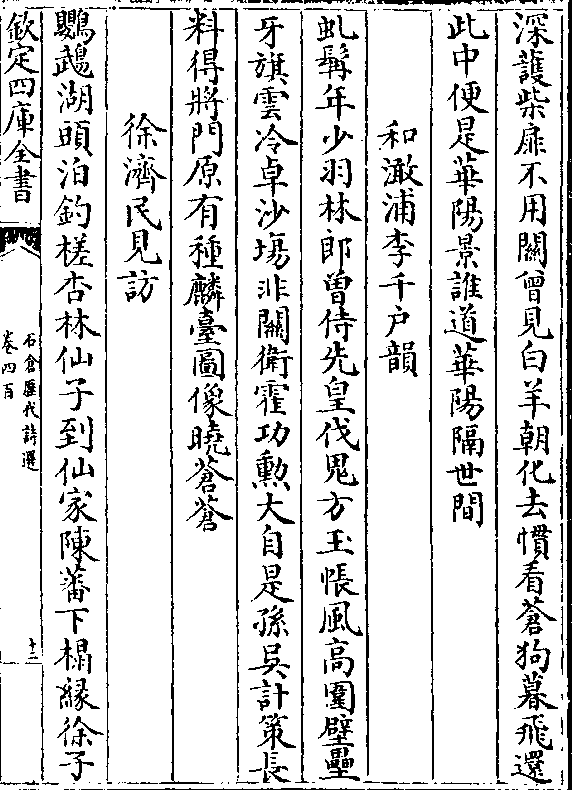 深護柴扉不用關曾見白羊朝化去慣看蒼狗暮飛還
此中便是華陽景誰道華陽隔世間
和澉浦李千户韻
虬髯年少羽林郎曽侍先皇伐鬼方玉帳風高圍壁壘
牙旗雲冷卓沙場非關衛霍功勲大自是孫吳計策長
料得將門原有種麟臺圖像曉蒼蒼
徐濟民見訪
鸚鵡湖頭泊釣槎杏林仙子到仙家陳蕃下榻縁徐子
欽定四庫全書
石倉歷代詩選
卷四百
十二